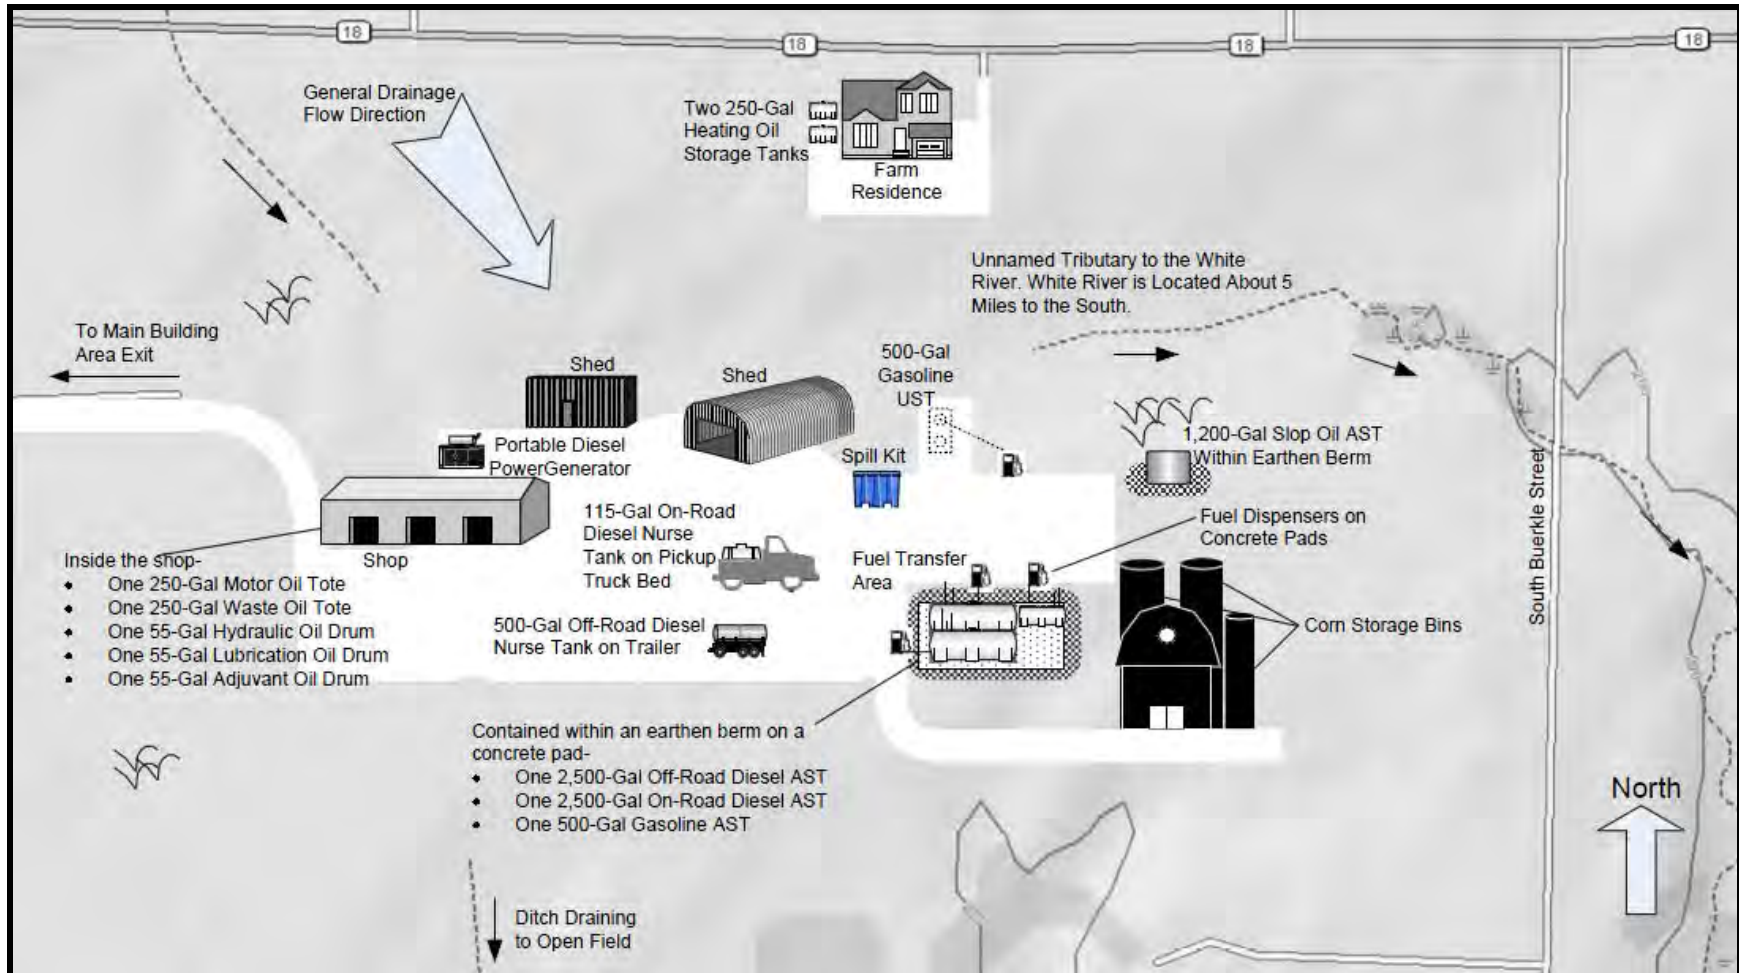 18
18
18
18
General Drainage
Flow Direction
Two 250-Gal
Heating Oil
Storage Tanks
Farm
Residence
Unnamed Tributary to the White
River. White River is Located About 5
Miles to the South.
To Main Building
Area Exit
Shed
Shed
500-Gal
Gasoline
UST
Portable Diesel
PowerGenerator
Spill Kit
1,200-Gal Slop Oil AST
Within Earthen Berm
115-Gal On-Road
Diesel Nurse
Tank on Pickup
Truck Bed
Fuel Dispensers on
Concrete Pads
Fuel Transfer
Area
Shop
Inside the shop-
• One 250-Gal Motor Oil Tote
• One 250-Gal Waste Oil Tote
• One 55-Gal Hydraulic Oil Drum
• One 55-Gal Lubrication Oil Drum
• One 55-Gal Adjuvant Oil Drum
500-Gal Off-Road Diesel
Nurse Tank on Trailer
Corn Storage Bins
South Buerkle Street
Contained within an earthen berm on a
concrete pad-
• One 2,500-Gal Off-Road Diesel AST
• One 2,500-Gal On-Road Diesel AST
• One 500-Gal Gasoline AST
North
Ditch Draining
to Open Field